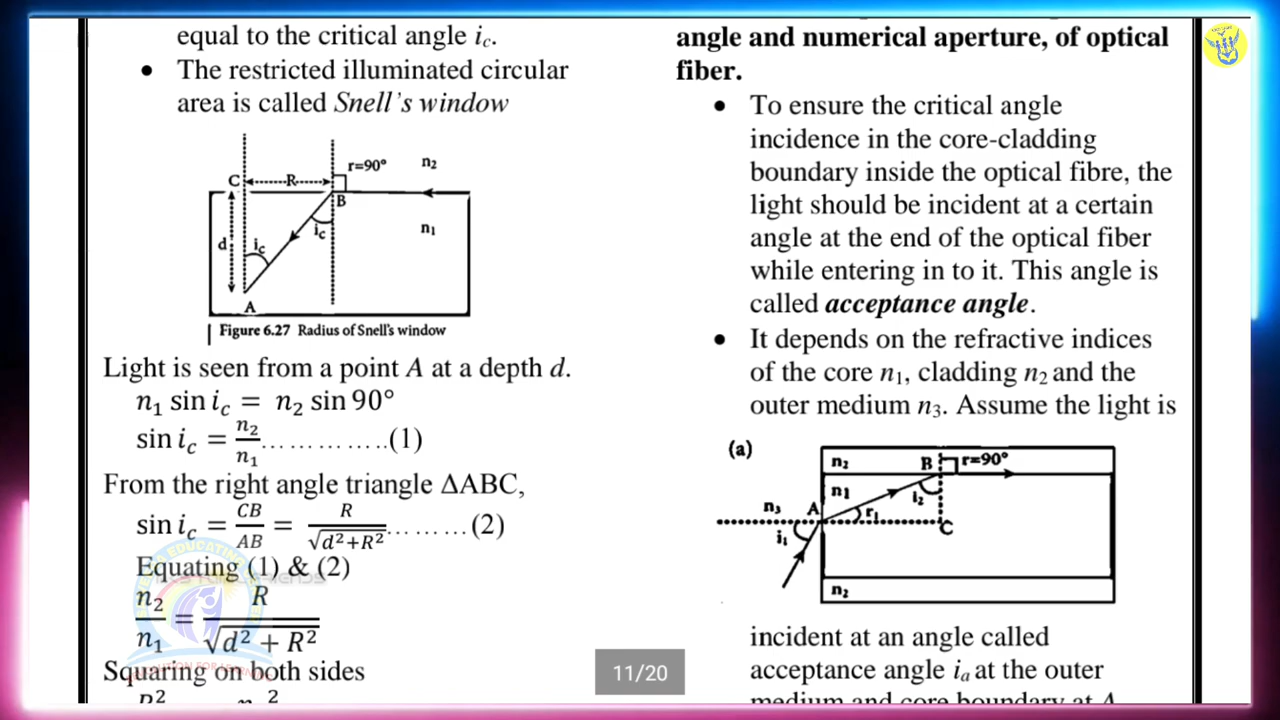 equal to the critical angle i꜀.
• The restricted illuminated circular
area is called Snell's window
r=90°
n₂
C
R
B
i꜀
n₁
d
i꜀
A
Figure 6.27 Radius of Snell's window
Light is seen from a point A at a depth d.
n₁ sin i꜀ = n₂ sin 90°
sin i꜀ = n₂/n₁ ..............(1)
From the right angle triangle ΔABC,
sin i꜀ = CB/AB = R/√d²+R² .........(2)
Equating (1) & (2)
n₂/n₁ = R/√d² + R²
Squaring on both sides
angle and numerical aperture, of optical
fiber.
• To ensure the critical angle
incidence in the core-cladding
boundary inside the optical fibre, the
light should be incident at a certain
angle at the end of the optical fiber
while entering in to it. This angle is
called acceptance angle.
• It depends on the refractive indices
of the core n₁, cladding n₂ and the
outer medium n₃. Assume the light is
(a)
n₂
B
r=90°
n₁
i₂
n₃
A
r₁
C
i₁
n₂
incident at an angle called
acceptance angle iₐ at the outer
medium and core boundary at A
11/20